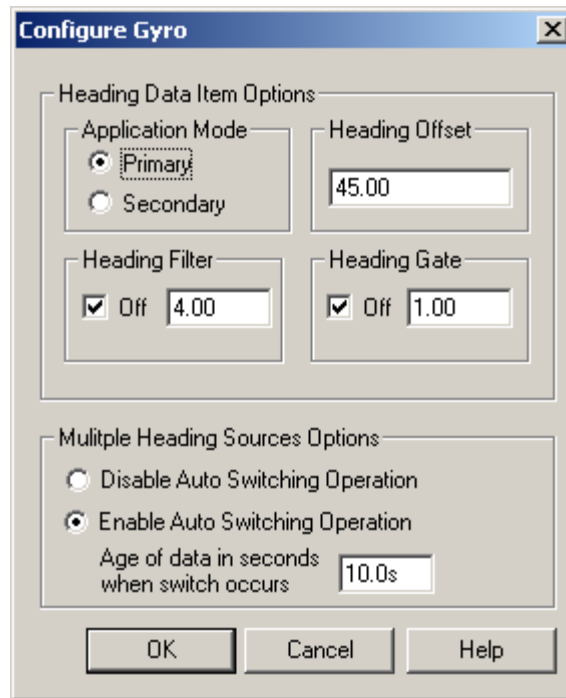 Configure Gyro
Heading Data Item Options
Application Mode
Primary
Secondary
Heading Offset
45.00
Heading Filter
Off 4.00
Heading Gate
Off 1.00
Mulitple Heading Sources Options
Disable Auto Switching Operation
Enable Auto Switching Operation
Age of data in seconds
when switch occurs
10.0s
OK Cancel Help